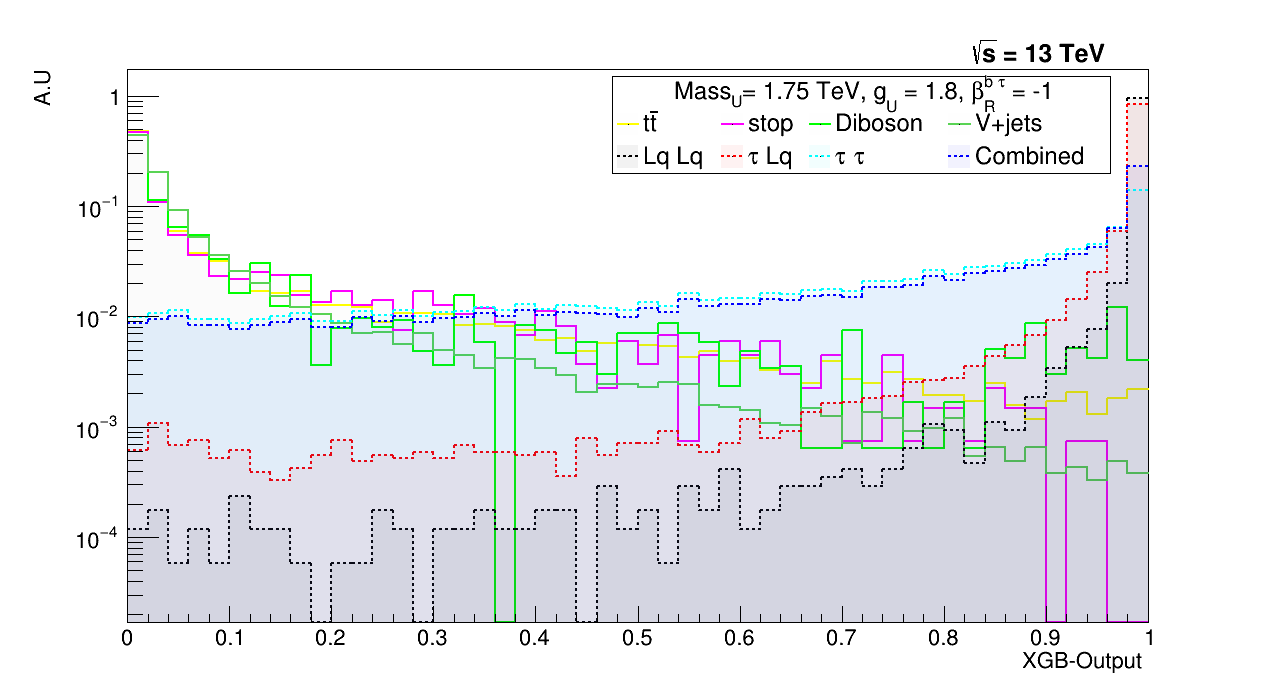 √s = 13 TeV
A.U
Mass_U= 1.75 TeV, g_U = 1.8, β_R^{b τ} = -1
tt̄ stop Diboson V+jets
Lq Lq τ Lq τ τ Combined
1
10⁻¹
10⁻²
10⁻³
10⁻⁴
0 0.1 0.2 0.3 0.4 0.5 0.6 0.7 0.8 0.9 1
XGB-Output